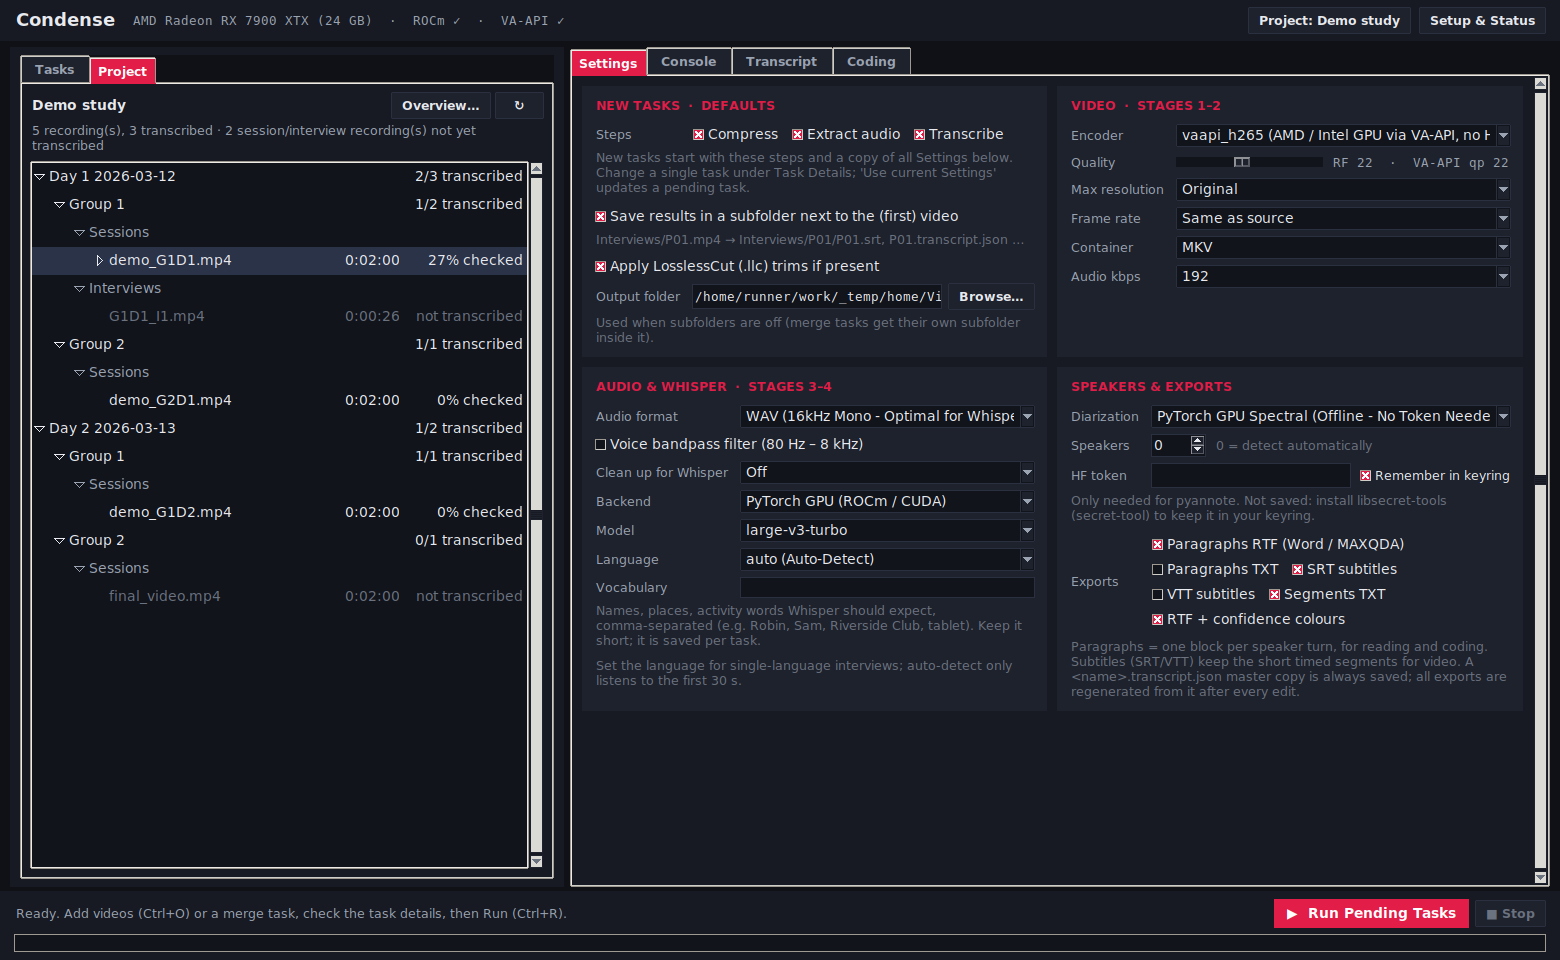 Condense AMD Radeon RX 7900 XTX (24 GB) · ROCm ✓ · VA-API ✓
Project: Demo study
Setup & Status
Tasks
Project
Demo study
Overview...
↻
5 recording(s), 3 transcribed · 2 session/interview recording(s) not yet
transcribed
Day 1 2026-03-12 2/3 transcribed
Group 1 1/2 transcribed
Sessions
demo_G1D1.mp4 0:02:00 27% checked
Interviews
G1D1_I1.mp4 0:00:26 not transcribed
Group 2 1/1 transcribed
Sessions
demo_G2D1.mp4 0:02:00 0% checked
Day 2 2026-03-13 1/2 transcribed
Group 1 1/1 transcribed
Sessions
demo_G1D2.mp4 0:02:00 0% checked
Group 2 0/1 transcribed
Sessions
final_video.mp4 0:02:00 not transcribed
Settings
Console
Transcript
Coding
NEW TASKS · DEFAULTS
Steps Compress Extract audio Transcribe
New tasks start with these steps and a copy of all Settings below.
Change a single task under Task Details; 'Use current Settings'
updates a pending task.
Save results in a subfolder next to the (first) video
Interviews/P01.mp4 → Interviews/P01/P01.srt, P01.transcript.json ...
Apply LosslessCut (.llc) trims if present
Output folder /home/runner/work/_temp/home/Vi Browse...
Used when subfolders are off (merge tasks get their own subfolder
inside it).
VIDEO · STAGES 1–2
Encoder vaapi_h265 (AMD / Intel GPU via VA-API, no H
Quality RF 22 · VA-API qp 22
Max resolution Original
Frame rate Same as source
Container MKV
Audio kbps 192
AUDIO & WHISPER · STAGES 3–4
Audio format WAV (16kHz Mono - Optimal for Whispe
Voice bandpass filter (80 Hz – 8 kHz)
Clean up for Whisper Off
Backend PyTorch GPU (ROCm / CUDA)
Model large-v3-turbo
Language auto (Auto-Detect)
Vocabulary
Names, places, activity words Whisper should expect,
comma-separated (e.g. Robin, Sam, Riverside Club, tablet). Keep it
short; it is saved per task.
Set the language for single-language interviews; auto-detect only
listens to the first 30 s.
SPEAKERS & EXPORTS
Diarization PyTorch GPU Spectral (Offline - No Token Neede
Speakers 0 0 = detect automatically
HF token Remember in keyring
Only needed for pyannote. Not saved: install libsecret-tools
(secret-tool) to keep it in your keyring.
Exports
Paragraphs RTF (Word / MAXQDA)
Paragraphs TXT SRT subtitles
VTT subtitles Segments TXT
RTF + confidence colours
Paragraphs = one block per speaker turn, for reading and coding.
Subtitles (SRT/VTT) keep the short timed segments for video. A
<name>.transcript.json master copy is always saved; all exports are
regenerated from it after every edit.
Ready. Add videos (Ctrl+O) or a merge task, check the task details, then Run (Ctrl+R).
▶ Run Pending Tasks
■ Stop